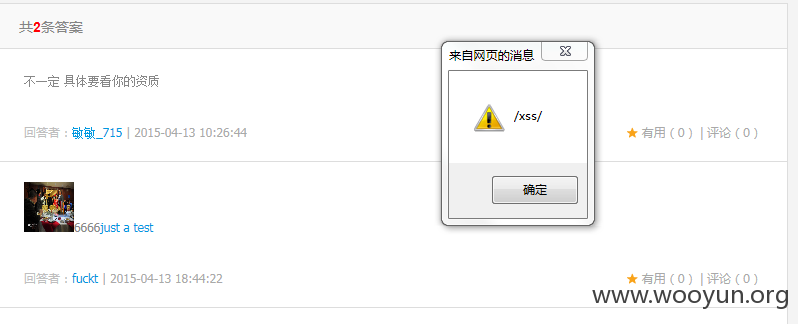 共2条答案
来自网页的消息
/xss/
确定
不一定 具体要看你的资质
回答者：敏敏_715 | 2015-04-13 10:26:44
★ 有用（0） | 评论（0）
6666just a test
回答者：fuckt | 2015-04-13 18:44:22
★ 有用（0） | 评论（0）
www.wooyun.org